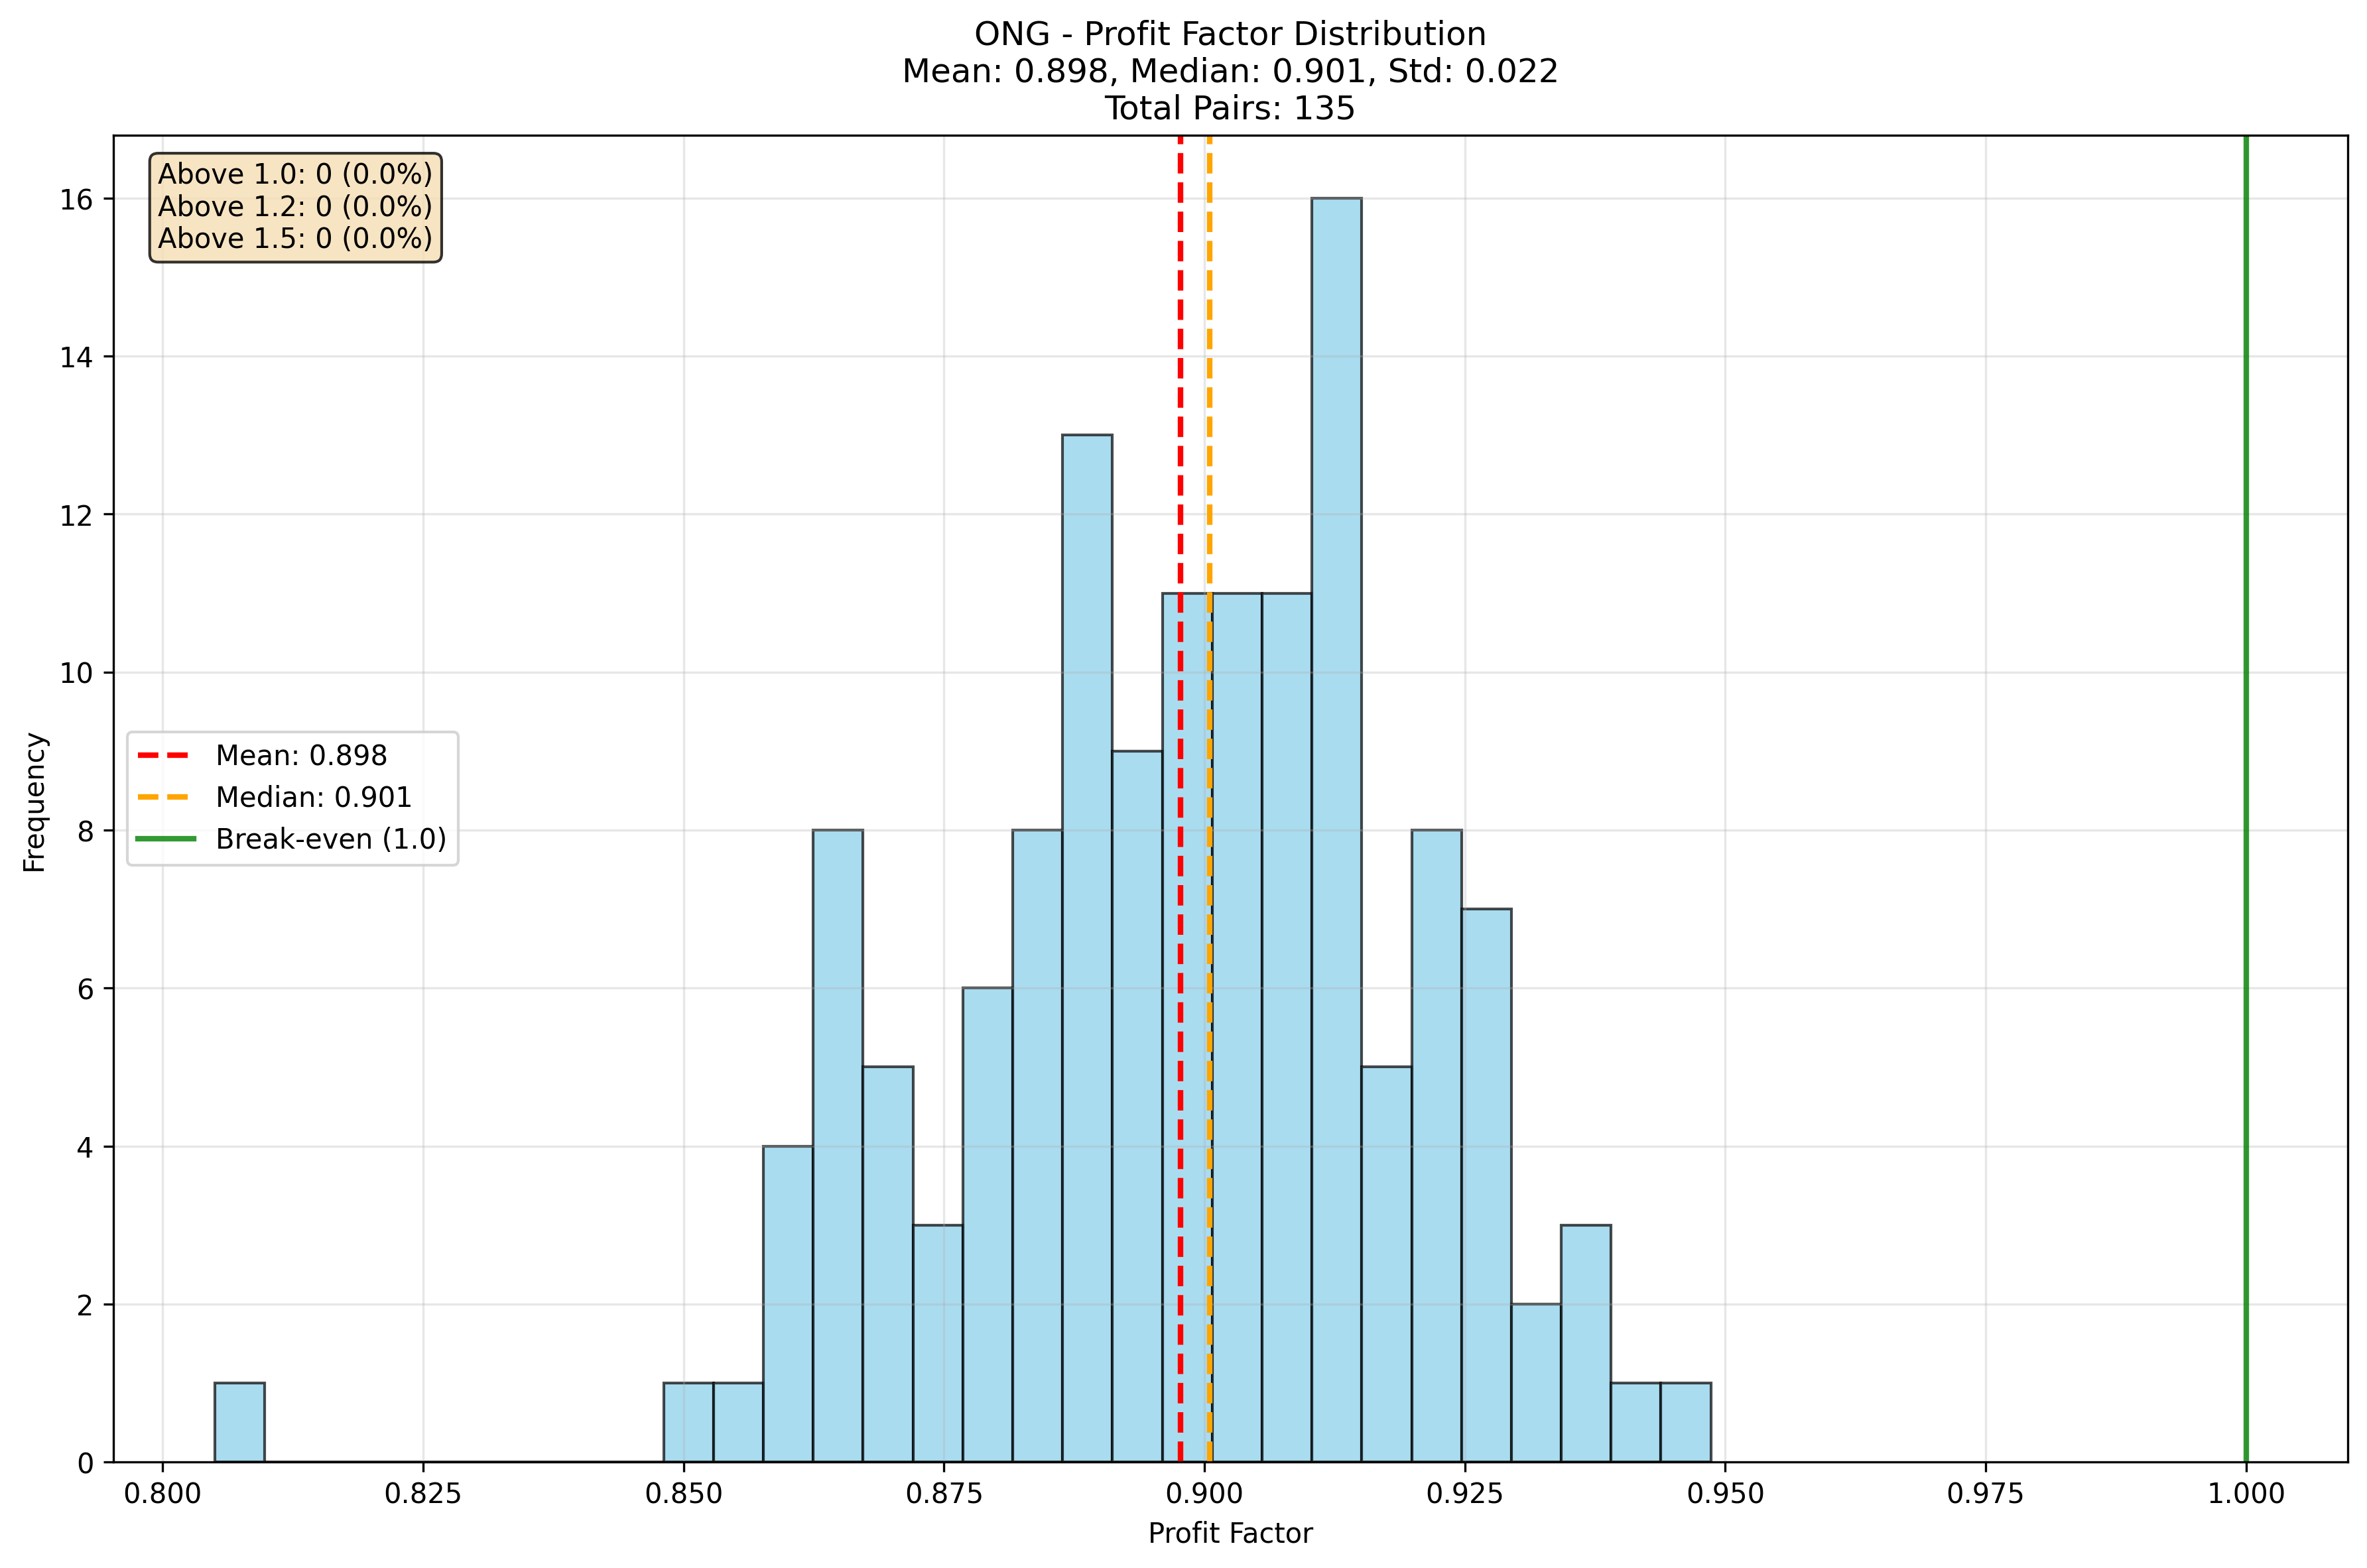 ONG - Profit Factor Distribution
Mean: 0.898, Median: 0.901, Std: 0.022
Total Pairs: 135
Above 1.0: 0 (0.0%)
Above 1.2: 0 (0.0%)
Above 1.5: 0 (0.0%)
16
14
12
10
8
6
4
2
0
Frequency
Mean: 0.898
Median: 0.901
Break-even (1.0)
0.800 0.825 0.850 0.875 0.900 0.925 0.950 0.975 1.000
Profit Factor